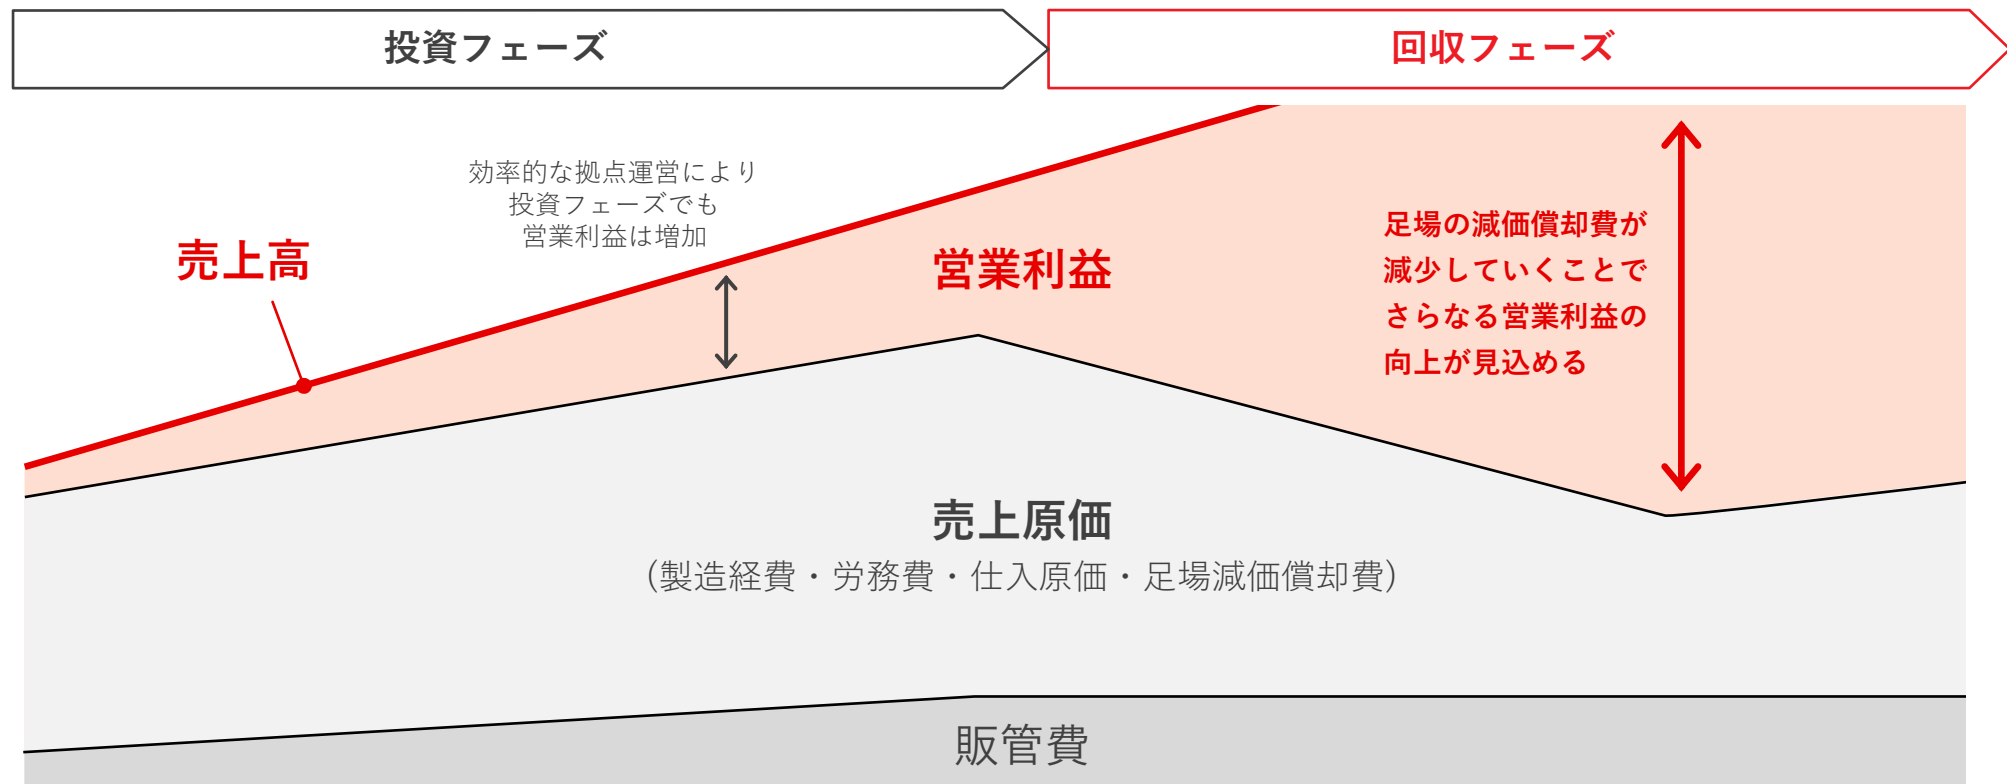 投資フェーズ
回収フェーズ
効率的な拠点運営により
投資フェーズでも
営業利益は増加
売上高
営業利益
足場の減価償却費が
減少していくことで
さらなる営業利益の
向上が見込める
売上原価
（製造経費・労務費・仕入原価・足場減価償却費）
販管費